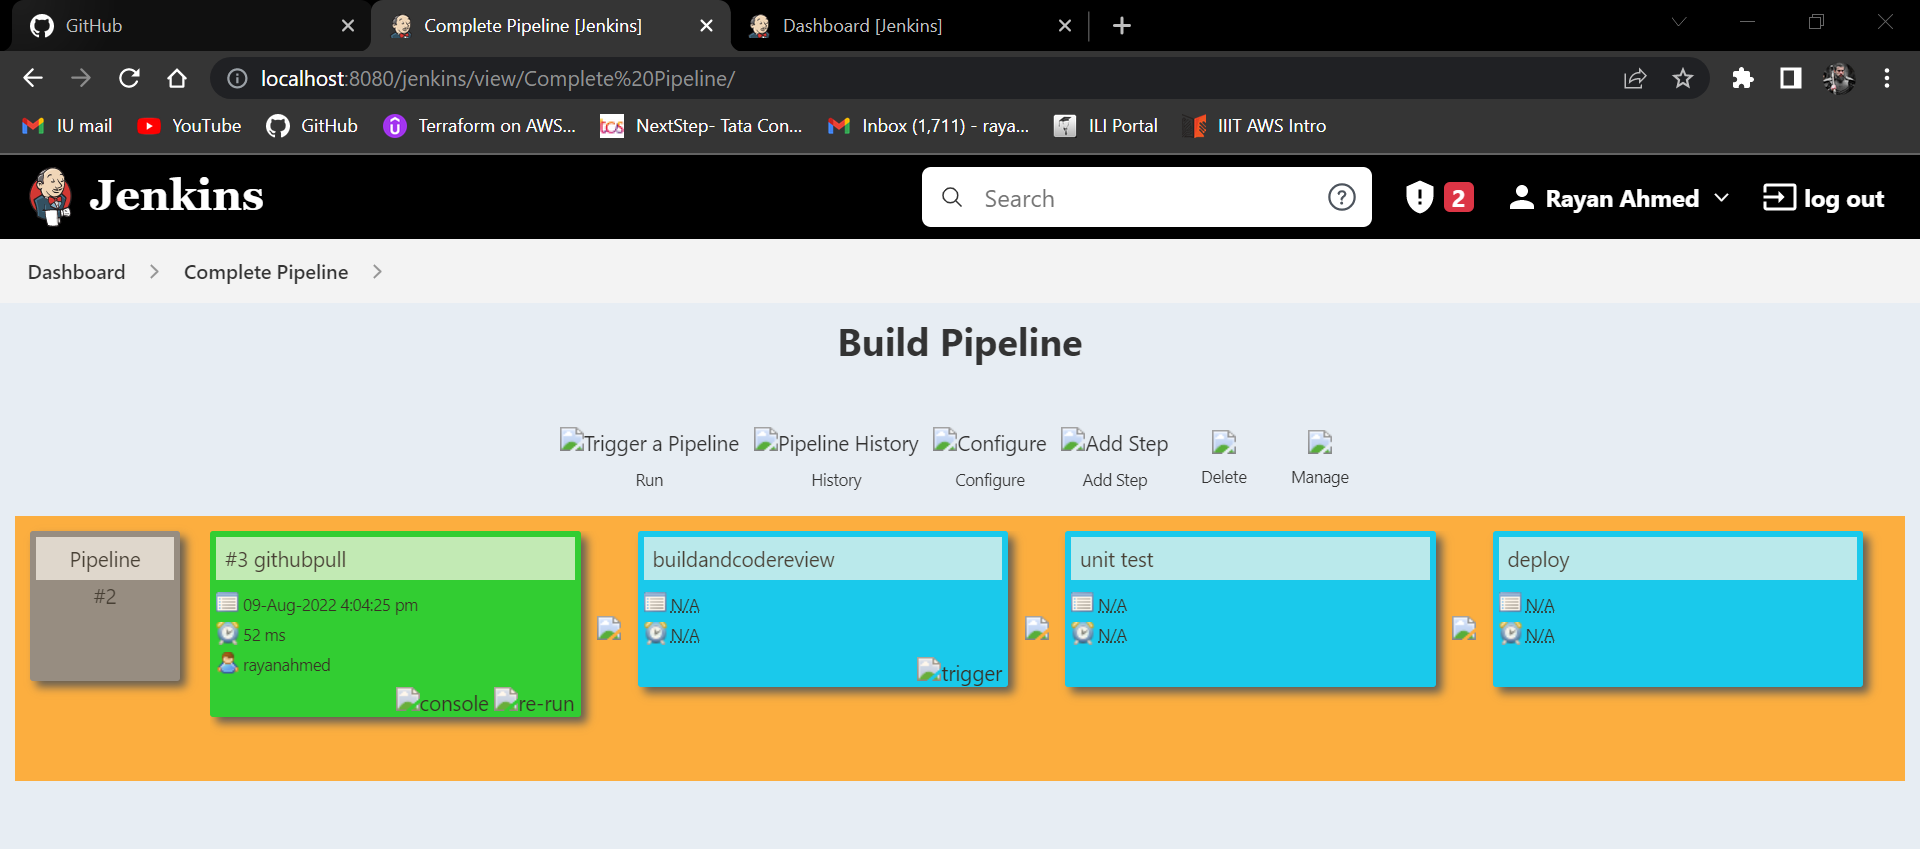 GitHub
Complete Pipeline [Jenkins]
Dashboard [Jenkins]
localhost:8080/jenkins/view/Complete%20Pipeline/
IU mail
YouTube
GitHub
Terraform on AWS...
tcs
NextStep- Tata Con...
Inbox (1,711) - raya...
ILI Portal
IIIT AWS Intro
Jenkins
Search
2
Rayan Ahmed
log out
Dashboard
Complete Pipeline
Build Pipeline
Trigger a Pipeline
Pipeline History
Configure
Add Step
Run
History
Configure
Add Step
Delete
Manage
Pipeline
#2
#3 githubpull
09-Aug-2022 4:04:25 pm
52 ms
rayanahmed
console
re-run
buildandcodereview
N/A
N/A
trigger
unit test
N/A
N/A
deploy
N/A
N/A